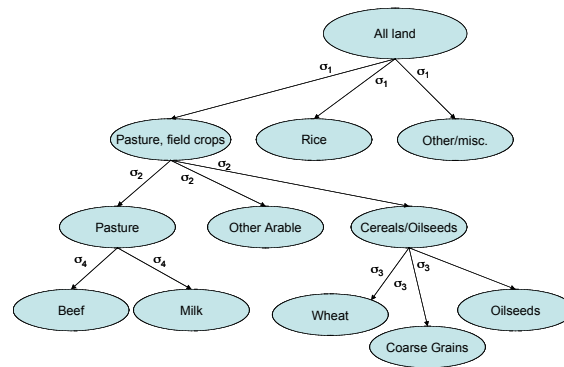 All land
σ1
σ1
σ1
Pasture, field crops
Rice
Other/misc.
σ2
σ2
σ2
Pasture
Other Arable
Cereals/Oilseeds
σ4
σ4
σ3
σ3
σ3
Beef
Milk
Wheat
Oilseeds
Coarse Grains